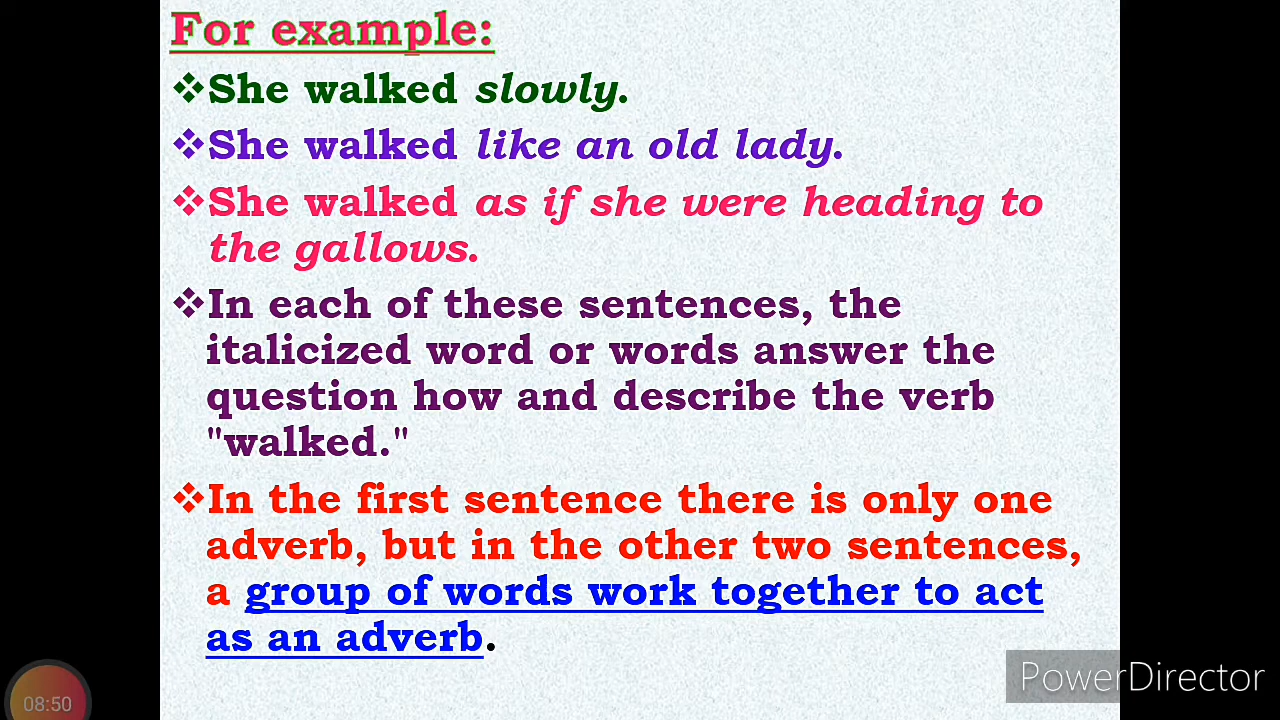 For example:
❖She walked slowly.
❖She walked like an old lady.
❖She walked as if she were heading to
the gallows.
❖In each of these sentences, the
italicized word or words answer the
question how and describe the verb
"walked."
❖In the first sentence there is only one
adverb, but in the other two sentences,
a group of words work together to act
as an adverb.
PowerDirector
08:50